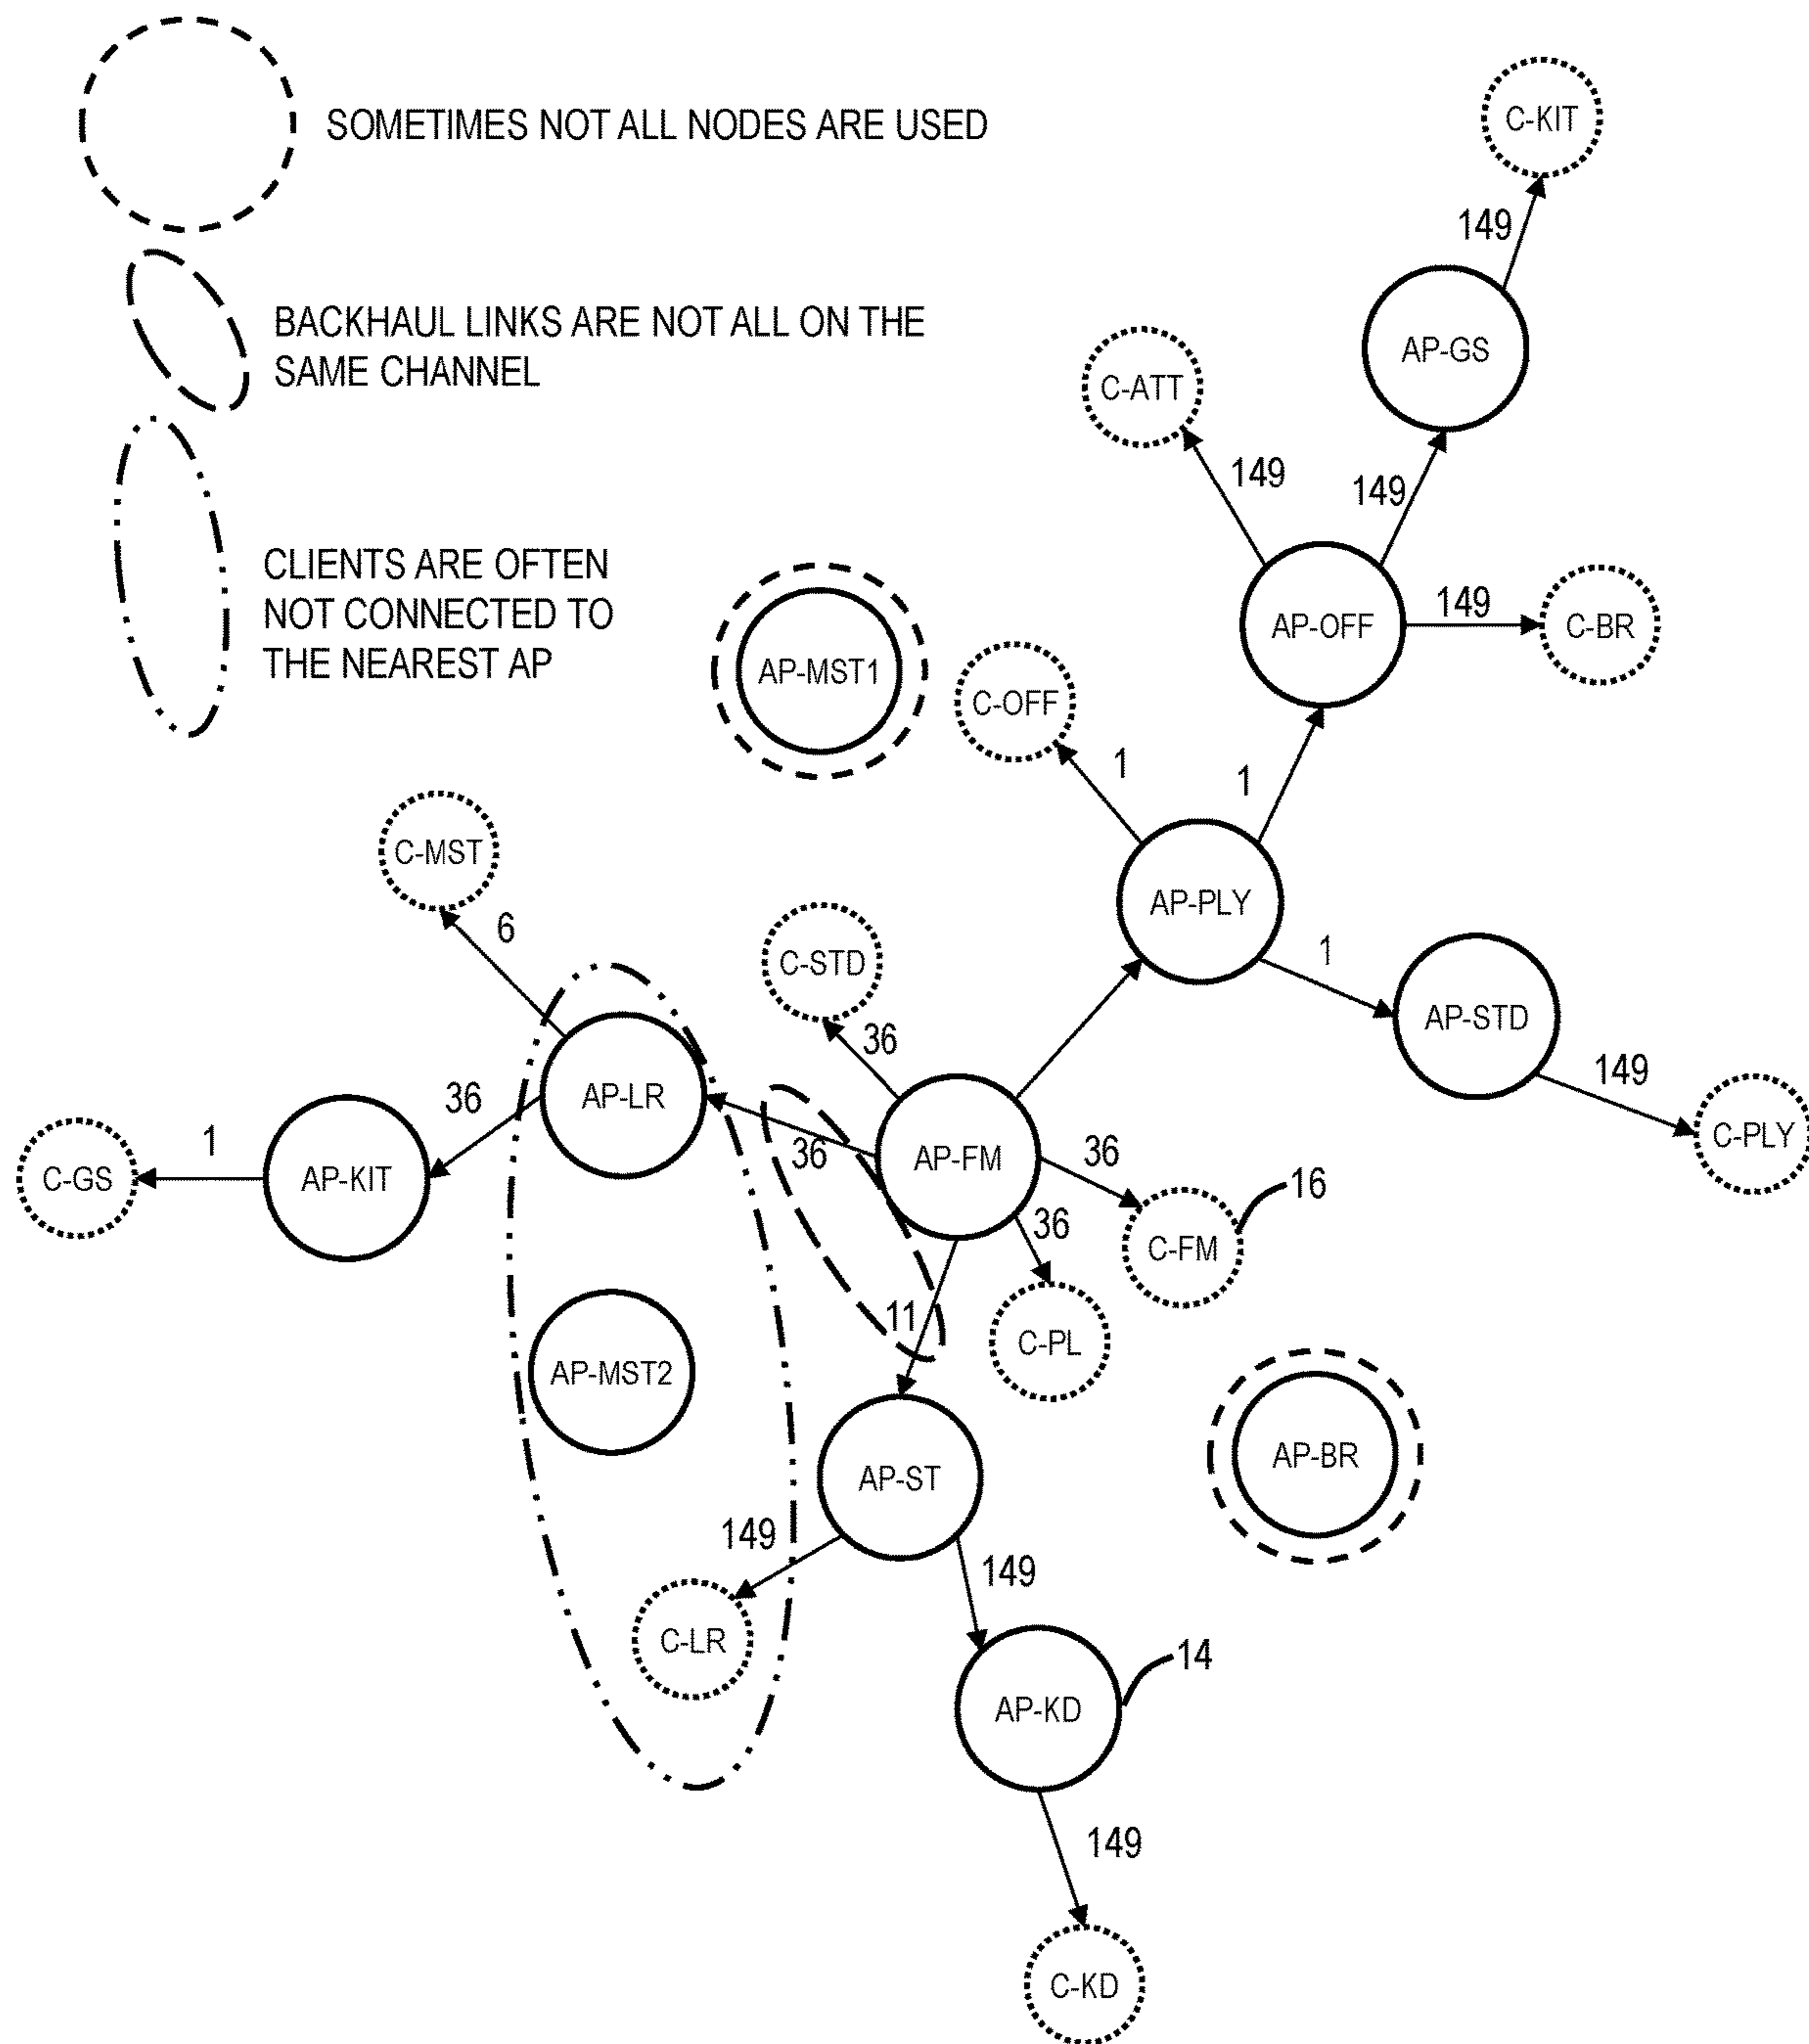 SOMETIMES NOT ALL NODES ARE USED
BACKHAUL LINKS ARE NOT ALL ON THE
SAME CHANNEL
CLIENTS ARE OFTEN
NOT CONNECTED TO
THE NEAREST AP
C-KIT
149
AP-GS
C-ATT
149
149
AP-OFF
149
C-BR
AP-MST1
C-OFF
1
1
AP-PLY
C-MST
6
C-STD
1
AP-STD
36
149
C-PLY
AP-LR
36
AP-KIT
1
C-GS
36
AP-FM
36
16
C-FM
36
C-PL
11
AP-MST2
AP-ST
AP-BR
149
149
C-LR
14
AP-KD
149
C-KD